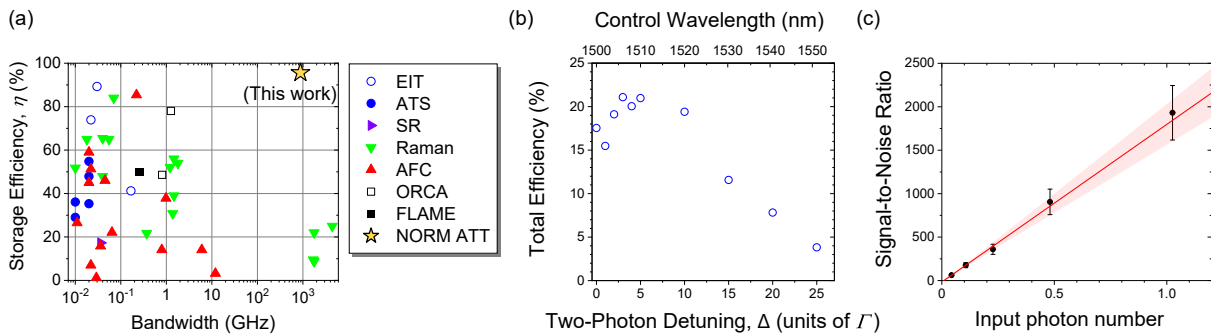 (a)
Storage Efficiency, η (%)
100
80
60
40
20
0
10⁻²
10⁻¹
1
10
10²
10³
Bandwidth (GHz)
(This work)
EIT
ATS
SR
Raman
AFC
ORCA
FLAME
NORM ATT
(b)
Control Wavelength (nm)
1500
1510
1520
1530
1540
1550
Total Efficiency (%)
25
20
15
10
5
0
0
5
10
15
20
25
Two-Photon Detuning, Δ (units of Γ)
(c)
Signal-to-Noise Ratio
2500
2000
1500
1000
500
0
0
0.5
1.0
Input photon number